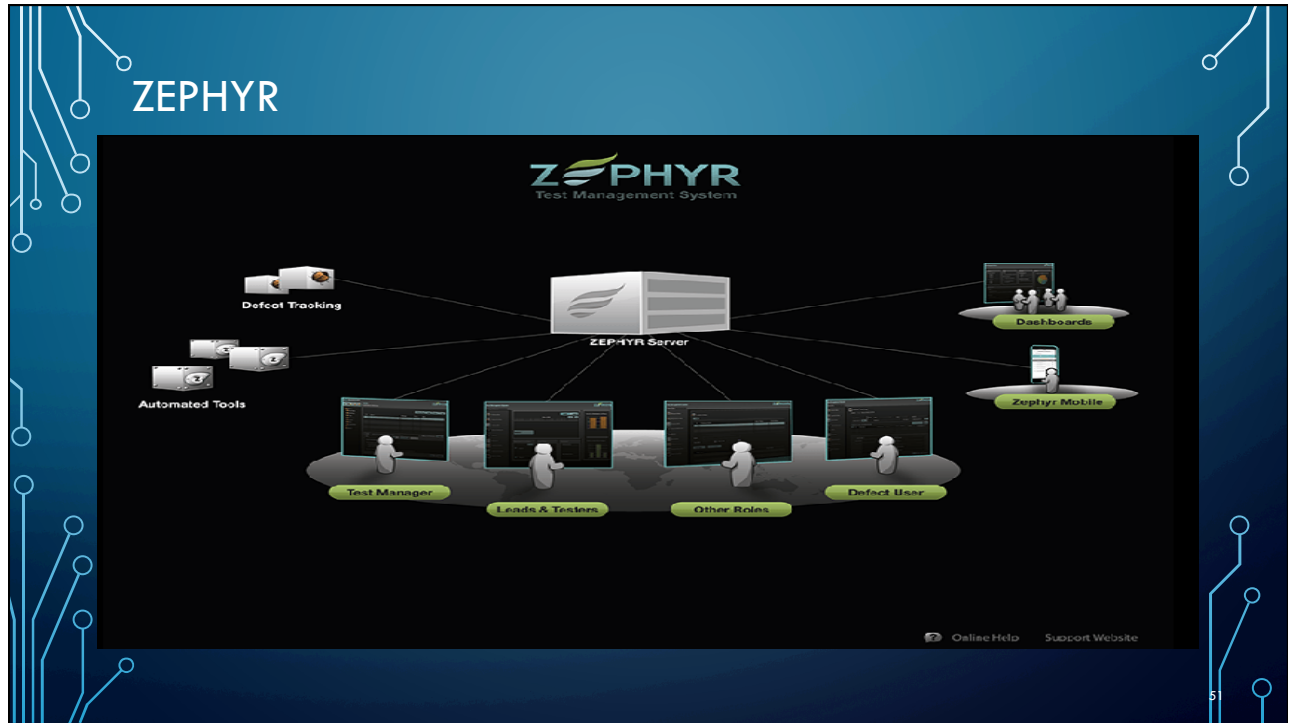 ZEPHYR
ZEPHYR
Test Management System
Defect Tracking
ZEPHYR Server
Dashboards
Automated Tools
Zephyr Mobile
Test Manager
Defect User
Leads & Testers
Other Roles
Online Help
Support Website
51